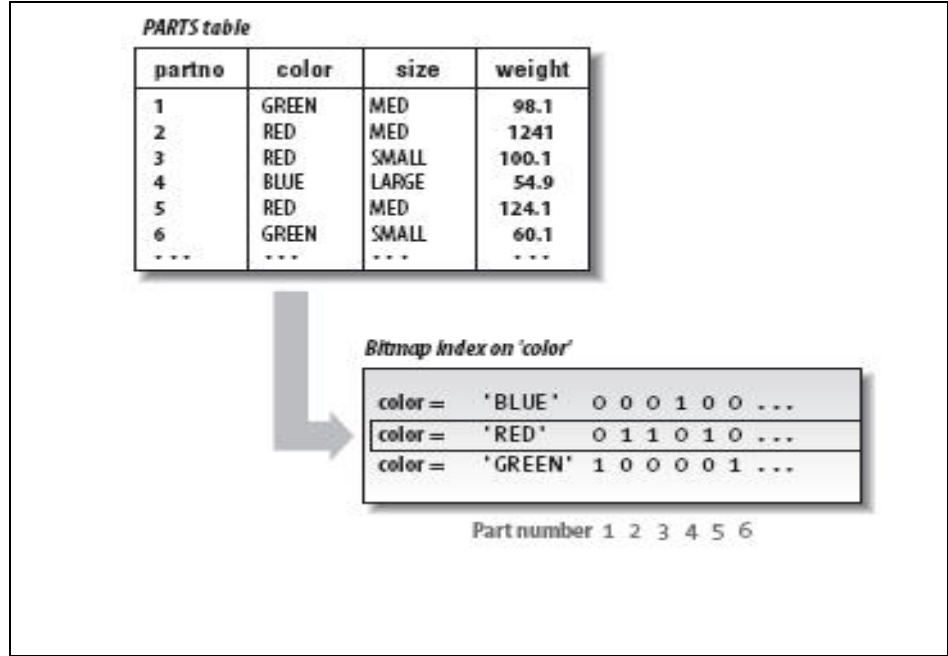 PARTS table
partno color size weight
1 GREEN MED 98.1
2 RED MED 1241
3 RED SMALL 100.1
4 BLUE LARGE 54.9
5 RED MED 124.1
6 GREEN SMALL 60.1
... ... ... ...
Bitmap index on 'color'
color = 'BLUE' 0 0 0 1 0 0 ...
color = 'RED' 0 1 1 0 1 0 ...
color = 'GREEN' 1 0 0 0 0 1 ...
Part number 1 2 3 4 5 6